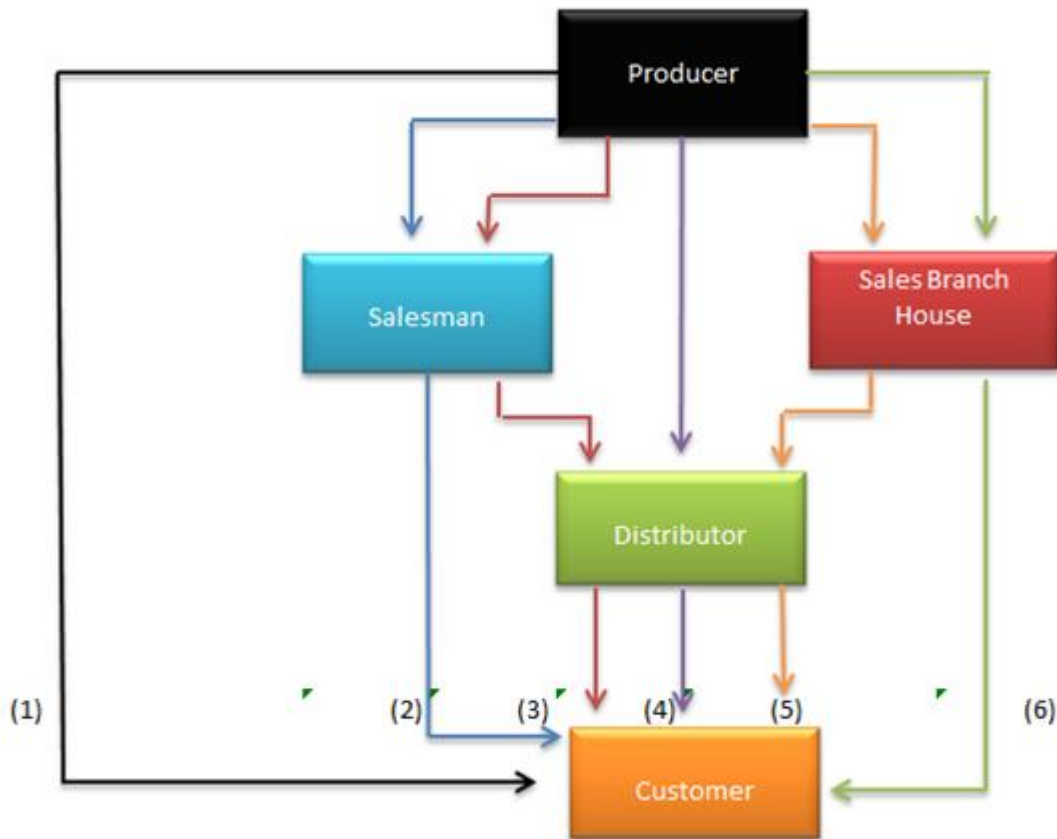 Producer
Salesman
Sales Branch
House
Distributor
(1)
(2)
(3)
(4)
(5)
(6)
Customer